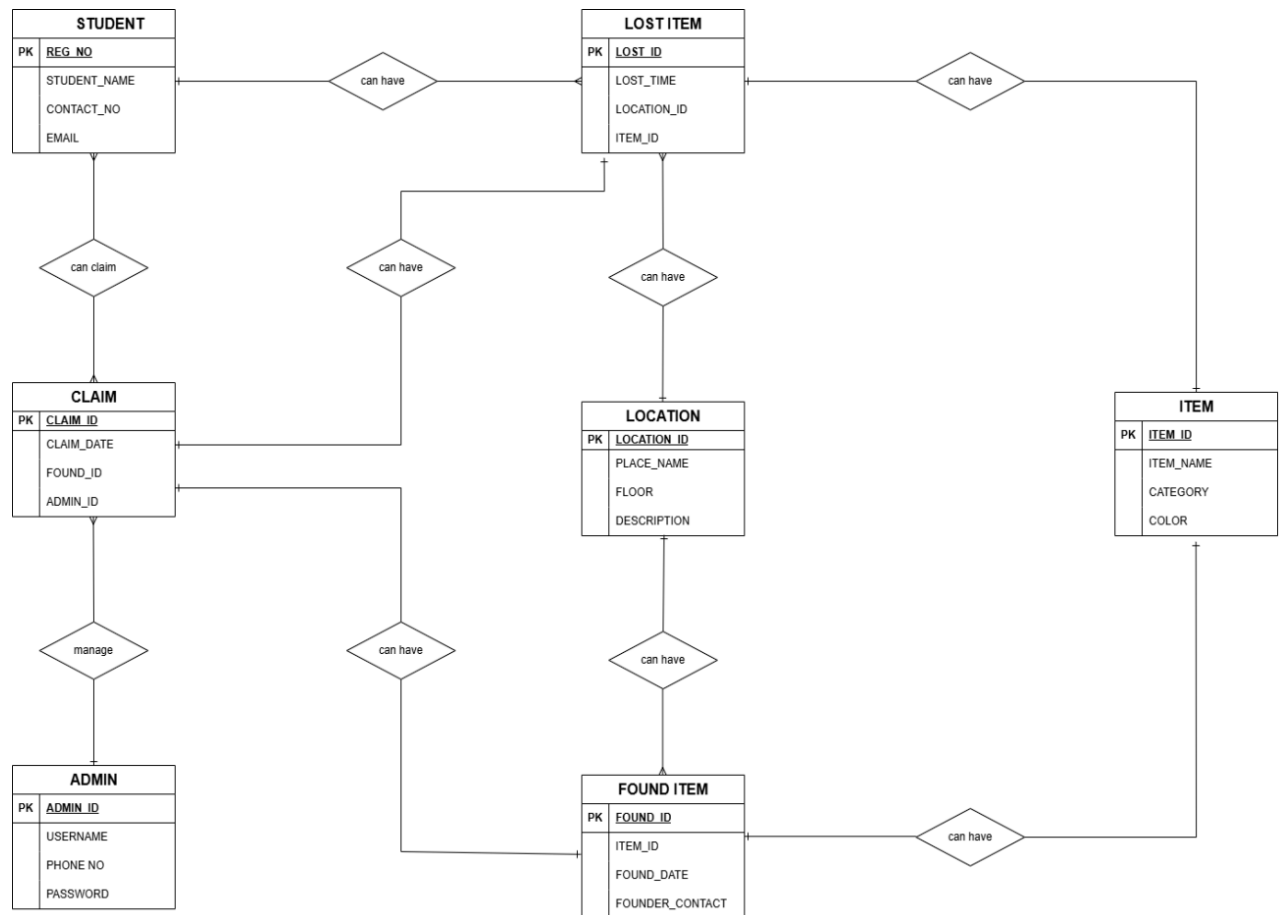 STUDENT
PK REG_NO
STUDENT_NAME
CONTACT_NO
EMAIL
can have
LOST ITEM
PK LOST_ID
LOST_TIME
LOCATION_ID
ITEM_ID
can have
can claim
can have
can have
CLAIM
PK CLAIM_ID
CLAIM_DATE
FOUND_ID
ADMIN_ID
LOCATION
PK LOCATION_ID
PLACE_NAME
FLOOR
DESCRIPTION
ITEM
PK ITEM_ID
ITEM_NAME
CATEGORY
COLOR
manage
can have
can have
ADMIN
PK ADMIN_ID
USERNAME
PHONE NO
PASSWORD
FOUND ITEM
PK FOUND_ID
ITEM_ID
FOUND_DATE
FOUNDER_CONTACT
can have